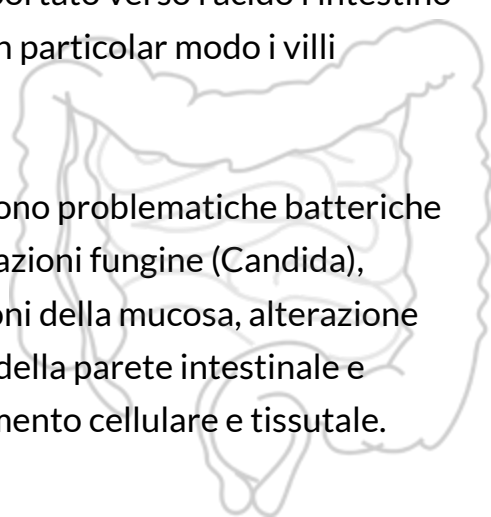 portato verso l'acido l'intestino
n particolar modo i villi
ono problematiche batteriche
azioni fungine (Candida),
oni della mucosa, alterazione
della parete intestinale e
mento cellulare e tissutale.